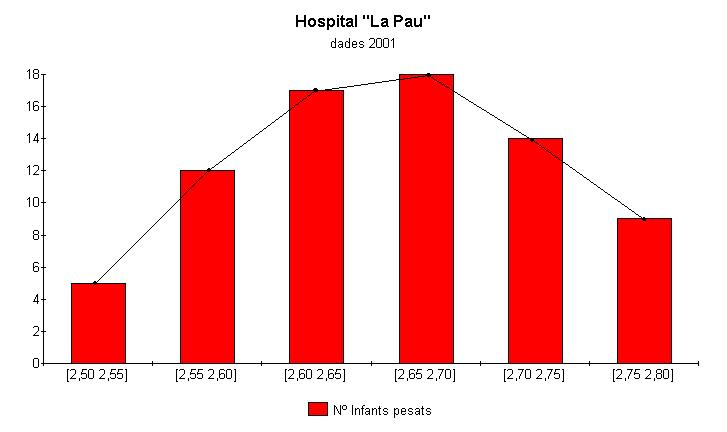 Hospital "La Pau"
dades 2001
18
16
14
12
10
8
6
4
2
0
[2,50 2,55] [2,55 2,60] [2,60 2,65] [2,65 2,70] [2,70 2,75] [2,75 2,80]
Nº Infants pesats